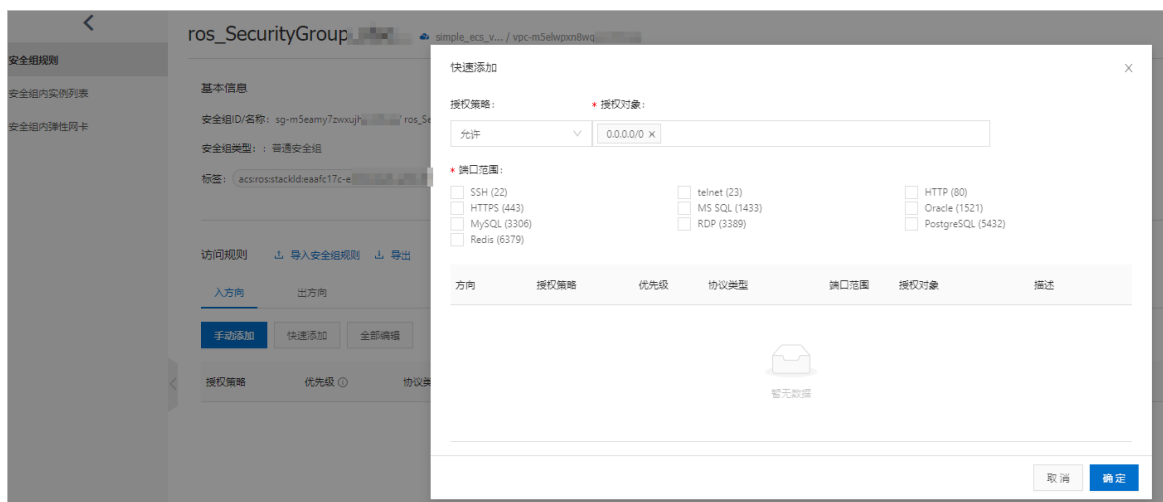 ros_SecurityGroup
simple_ecs_v... / vpc-m5elwpxn8wq
安全组规则
安全组内实例列表
安全组内弹性网卡
基本信息
安全组ID/名称: sg-m5eamy7zwxujh / ros_Se
安全组类型: : 普通安全组
标签: acs:ros:stackId:eaafc17c-e
访问规则 导入安全组规则 导出
入方向 出方向
手动添加 快速添加 全部编辑
授权策略 优先级 协议类
快速添加
授权策略: * 授权对象:
允许 0.0.0.0/0 ×
* 端口范围:
SSH (22) telnet (23) HTTP (80)
HTTPS (443) MS SQL (1433) Oracle (1521)
MySQL (3306) RDP (3389) PostgreSQL (5432)
Redis (6379)
方向 授权策略 优先级 协议类型 端口范围 授权对象 描述
暂无数据
取消 确定